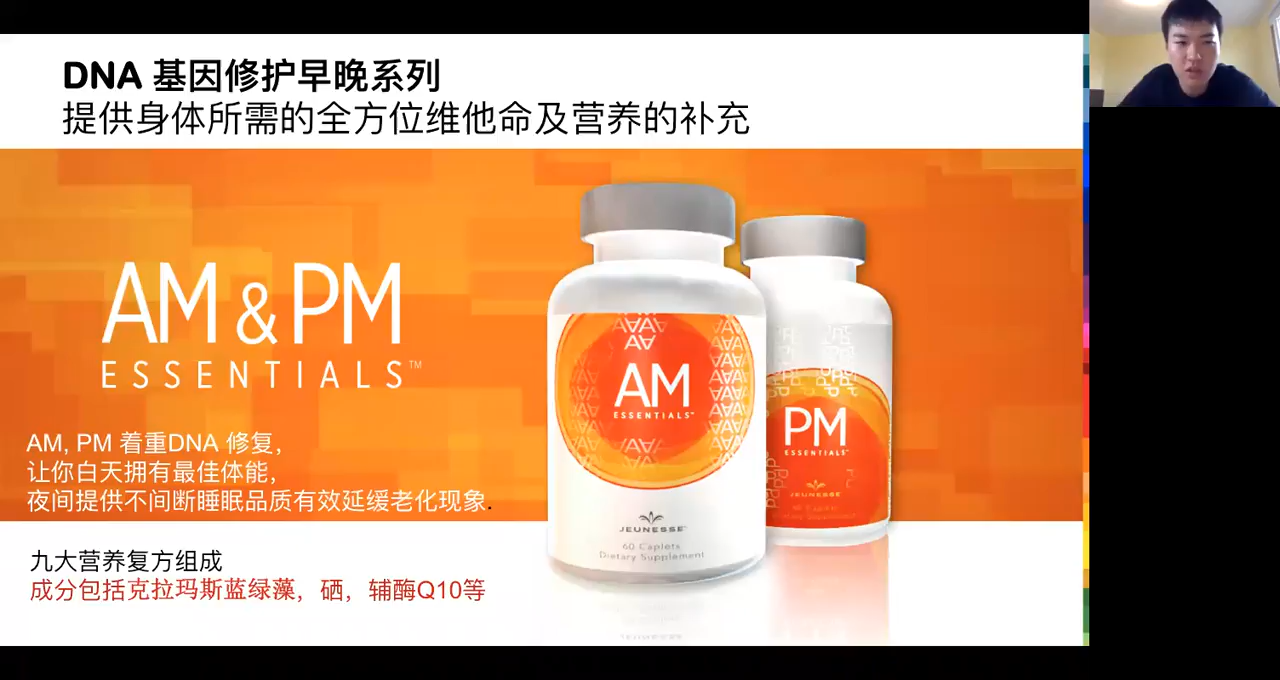 DNA 基因修护早晚系列
提供身体所需的全方位维他命及营养的补充
AM & PM
ESSENTIALS™
AM, PM 着重DNA 修复,
让你白天拥有最佳体能,
夜间提供不间断睡眠品质有效延缓老化现象.
九大营养复方组成
成分包括克拉玛斯蓝绿藻，硒，辅酶Q10等
AM
ESSENTIALS™
JEUNESSE™
60 Caplets
Dietary Supplement
PM
ESSENTIALS™
JEUNESSE
60 Caplets
Dietary Supplement